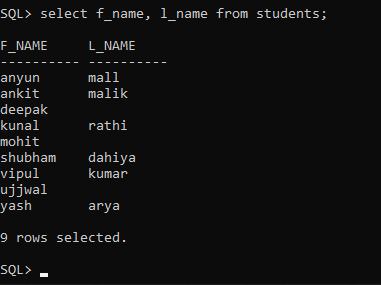 SQL> select f_name, l_name from students;
F_NAME     L_NAME
---------- ----------
anyun      mall
ankit      malik
deepak
kunal      rathi
mohit
shubham    dahiya
vipul      kumar
ujjwal
yash       arya
9 rows selected.
SQL>